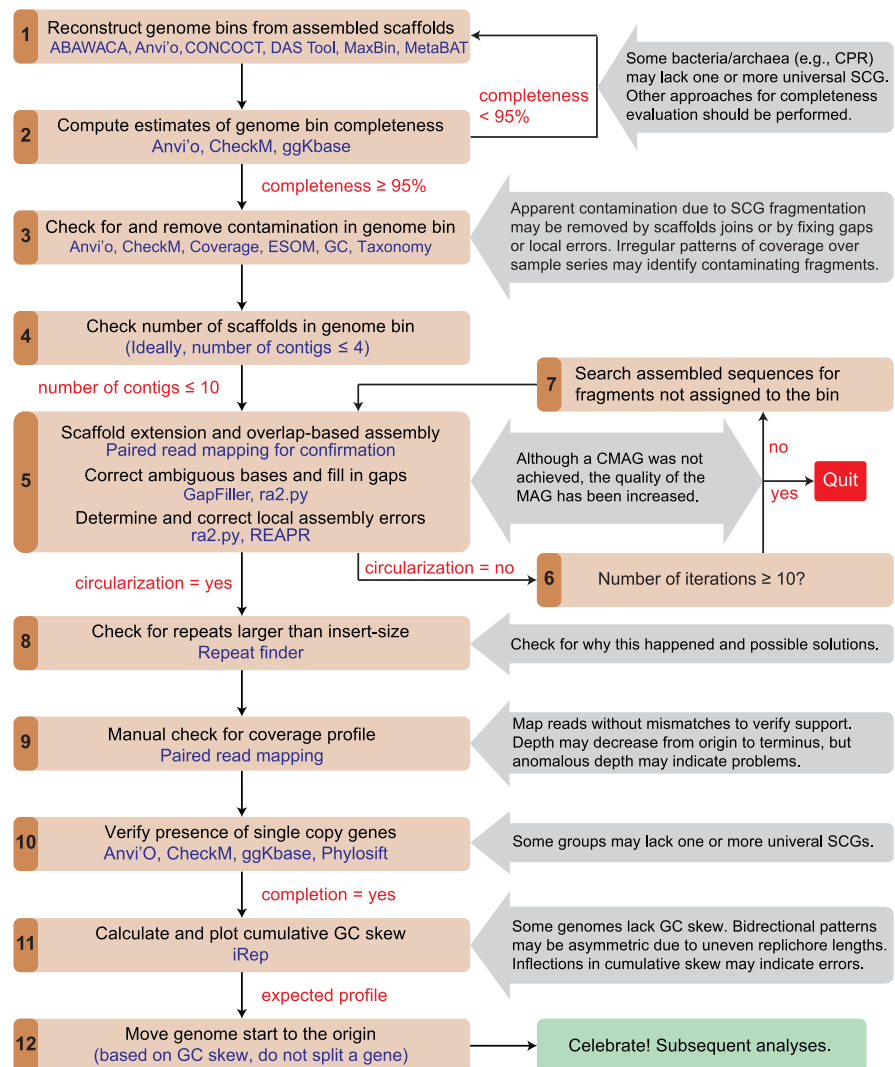 1
Reconstruct genome bins from assembled scaffolds
ABAWACA, Anvi'o, CONCOCT, DAS Tool, MaxBin, MetaBAT
completeness
< 95%
Some bacteria/archaea (e.g., CPR)
may lack one or more universal SCG.
Other approaches for completeness
evaluation should be performed.
2
Compute estimates of genome bin completeness
Anvi'o, CheckM, ggKbase
completeness ≥ 95%
3
Check for and remove contamination in genome bin
Anvi'o, CheckM, Coverage, ESOM, GC, Taxonomy
Apparent contamination due to SCG fragmentation
may be removed by scaffolds joins or by fixing gaps
or local errors. Irregular patterns of coverage over
sample series may identify contaminating fragments.
4
Check number of scaffolds in genome bin
(Ideally, number of contigs ≤ 4)
number of contigs ≤ 10
7
Search assembled sequences for
fragments not assigned to the bin
5
Scaffold extension and overlap-based assembly
Paired read mapping for confirmation
Correct ambiguous bases and fill in gaps
GapFiller, ra2.py
Determine and correct local assembly errors
ra2.py, REAPR
Although a CMAG was not
achieved, the quality of the
MAG has been increased.
no
yes
Quit
circularization = yes
circularization = no
6
Number of iterations ≥ 10?
8
Check for repeats larger than insert-size
Repeat finder
Check for why this happened and possible solutions.
9
Manual check for coverage profile
Paired read mapping
Map reads without mismatches to verify support.
Depth may decrease from origin to terminus, but
anomalous depth may indicate problems.
10
Verify presence of single copy genes
Anvi'O, CheckM, ggKbase, Phylosift
Some groups may lack one or more univeral SCGs.
completion = yes
11
Calculate and plot cumulative GC skew
iRep
Some genomes lack GC skew. Bidrectional patterns
may be asymmetric due to uneven replichore lengths.
Inflections in cumulative skew may indicate errors.
expected profile
12
Move genome start to the origin
(based on GC skew, do not split a gene)
Celebrate! Subsequent analyses.